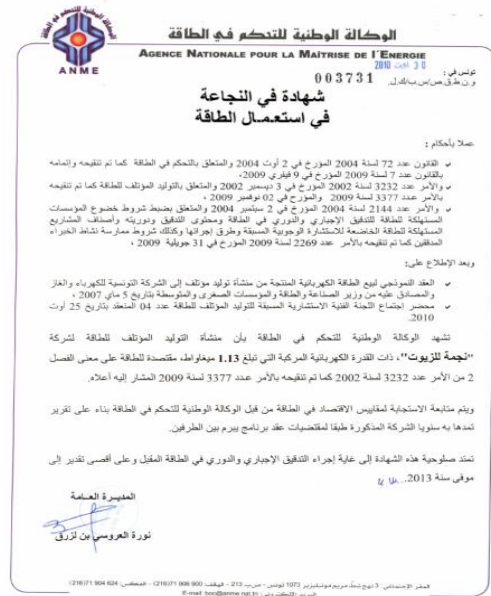 الوكالة الوطنية للتحكم في الطاقة
AGENCE NATIONALE POUR LA MAÎTRISE DE l'ENERGIE
ANME
30 اوت 2010
تونس في :
003731
شهادة في النجاعة
في استعمال الطاقة
عملا بأحكام :
القانون عدد 72 لسنة 2004 المؤرخ في 2 أوت 2004 والمتعلق بالتحكم في الطاقة كما تم تنقيحه وإتمامه
بالقانون عدد 7 لسنة 2009 المؤرخ في 9 فيفري 2009،
والأمر عدد 3232 لسنة 2002 المؤرخ في 3 ديسمبر 2002 والمتعلق بالتوليد المؤتلف للطاقة كما تم تنقيحه
بالأمر عدد 3377 لسنة 2009 والمؤرخ في 02 نوفمبر 2009،
والأمر عدد 2144 لسنة 2004 المؤرخ في 2 سبتمبر 2004 والمتعلق بضبط شروط خضوع المؤسسات
المستهلكة للطاقة للتدقيق الإجباري والدوري في الطاقة ومحتوى التدقيق ودوريته وأصناف المشاريع
المستهلكة للطاقة الخاضعة للاستشارة الوجوبية المسبقة وطرق إجرائها وكذلك شروط ممارسة نشاط الخبراء
المدققين كما تم تنقيحه بالأمر عدد 2269 لسنة 2009 المؤرخ في 31 جويلية 2009 ،
وبعد الإطلاع على:
العقد النموذجي لبيع الطاقة الكهربائية المنتجة من منشأة توليد مؤتلف إلى الشركة التونسية للكهرباء والغاز
والمصادق عليه من وزير الصناعة والطاقة والمؤسسات الصغرى والمتوسطة بتاريخ 5 ماي 2007 ،
محضر اجتماع اللجنة الفنية الاستشارية المسبقة للتوليد المؤتلف للطاقة عدد 04 المنعقد بتاريخ 25 أوت
2010.
تشهد الوكالة الوطنية للتحكم في الطاقة بأن منشأة التوليد المؤتلف للطاقة لشركة
"نجمة للزيوت"، ذات القدرة الكهربائية المركبة التي تبلغ 1.13 ميغاواط، مقتصدة للطاقة على معنى الفصل
2 من الأمر عدد 3232 لسنة 2002 كما تم تنقيحه بالأمر عدد 3377 لسنة 2009 المشار إليه أعلاه.
ويتم متابعة الاستجابة لمقاييس الاقتصاد في الطاقة من قبل الوكالة الوطنية للتحكم في الطاقة بناء على تقرير
تمدها به سنويا الشركة المذكورة طبقا لمقتضيات عقد برنامج يبرم بين الطرفين.
تمتد صلوحية هذه الشهادة إلى غاية إجراء التدقيق الإجباري والدوري في الطاقة المقبل وعلى أقصى تقدير إلى
موفى سنة 2013.
المديرة العامة
نورة العروسي بن لزرق